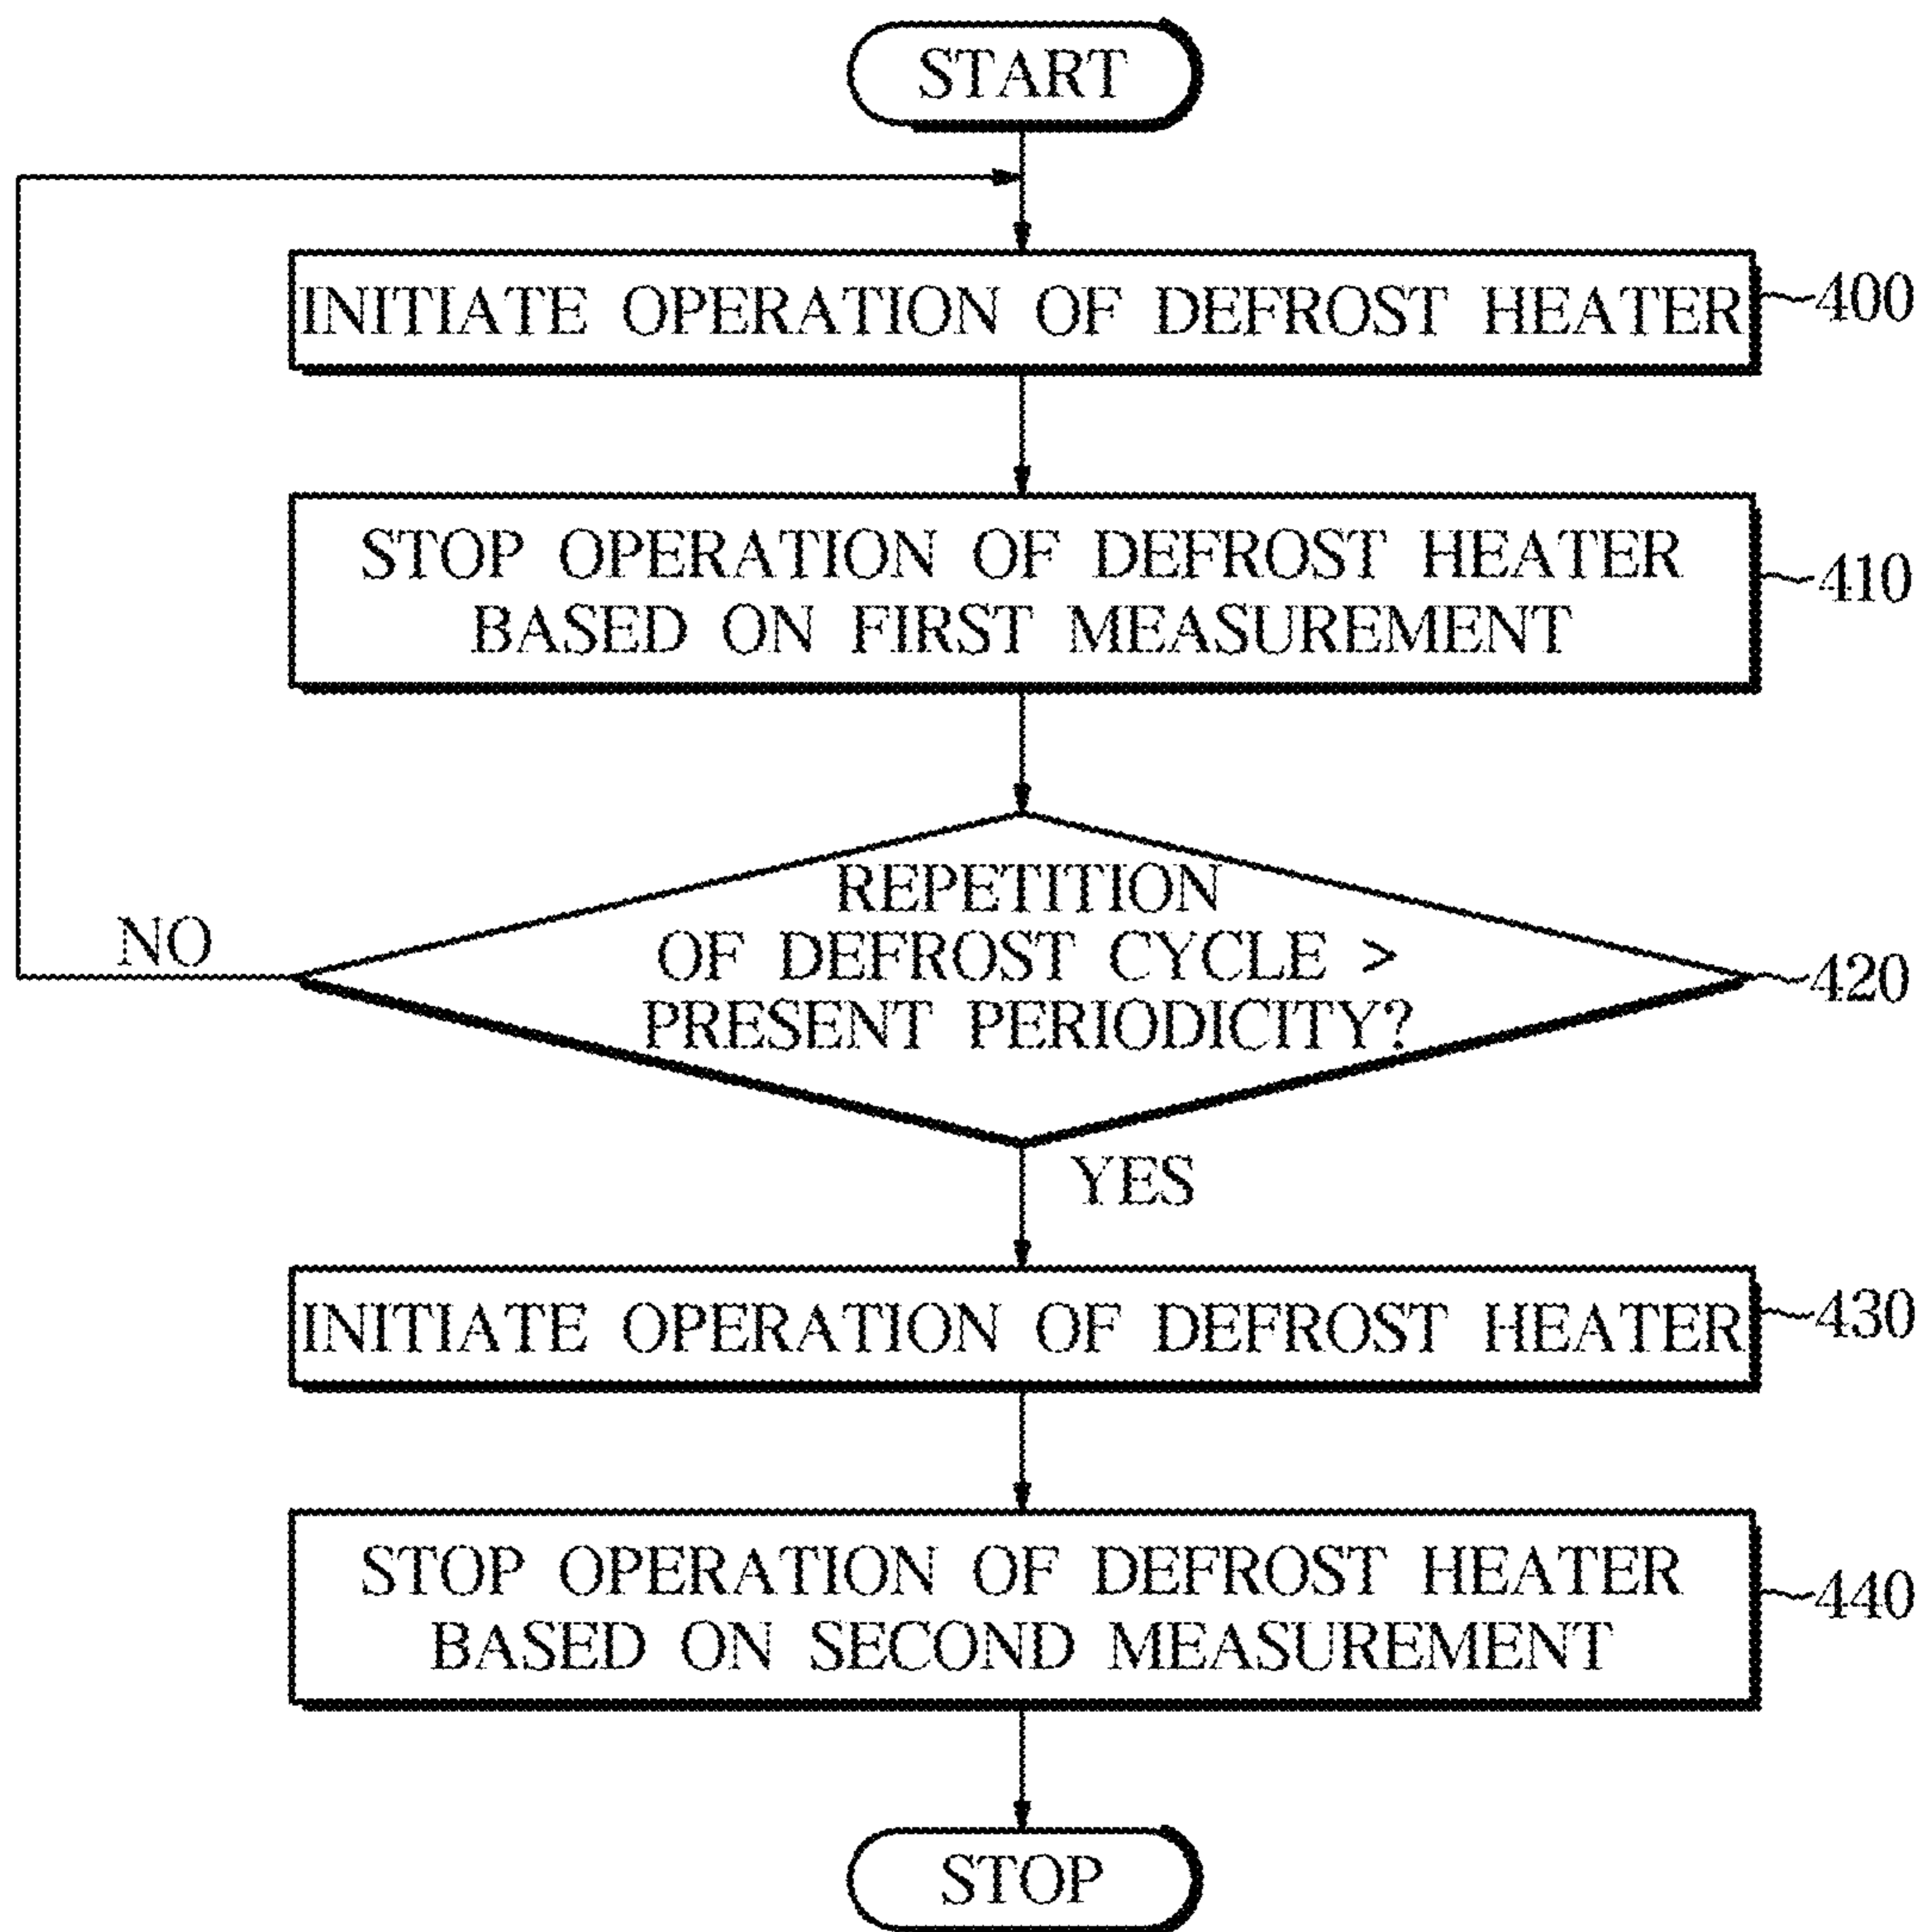 START
INITIATE OPERATION OF DEFROST HEATER
400
STOP OPERATION OF DEFROST HEATER
BASED ON FIRST MEASUREMENT
410
REPETITION
OF DEFROST CYCLE >
PRESENT PERIODICITY?
420
NO
YES
INITIATE OPERATION OF DEFROST HEATER
430
STOP OPERATION OF DEFROST HEATER
BASED ON SECOND MEASUREMENT
440
STOP